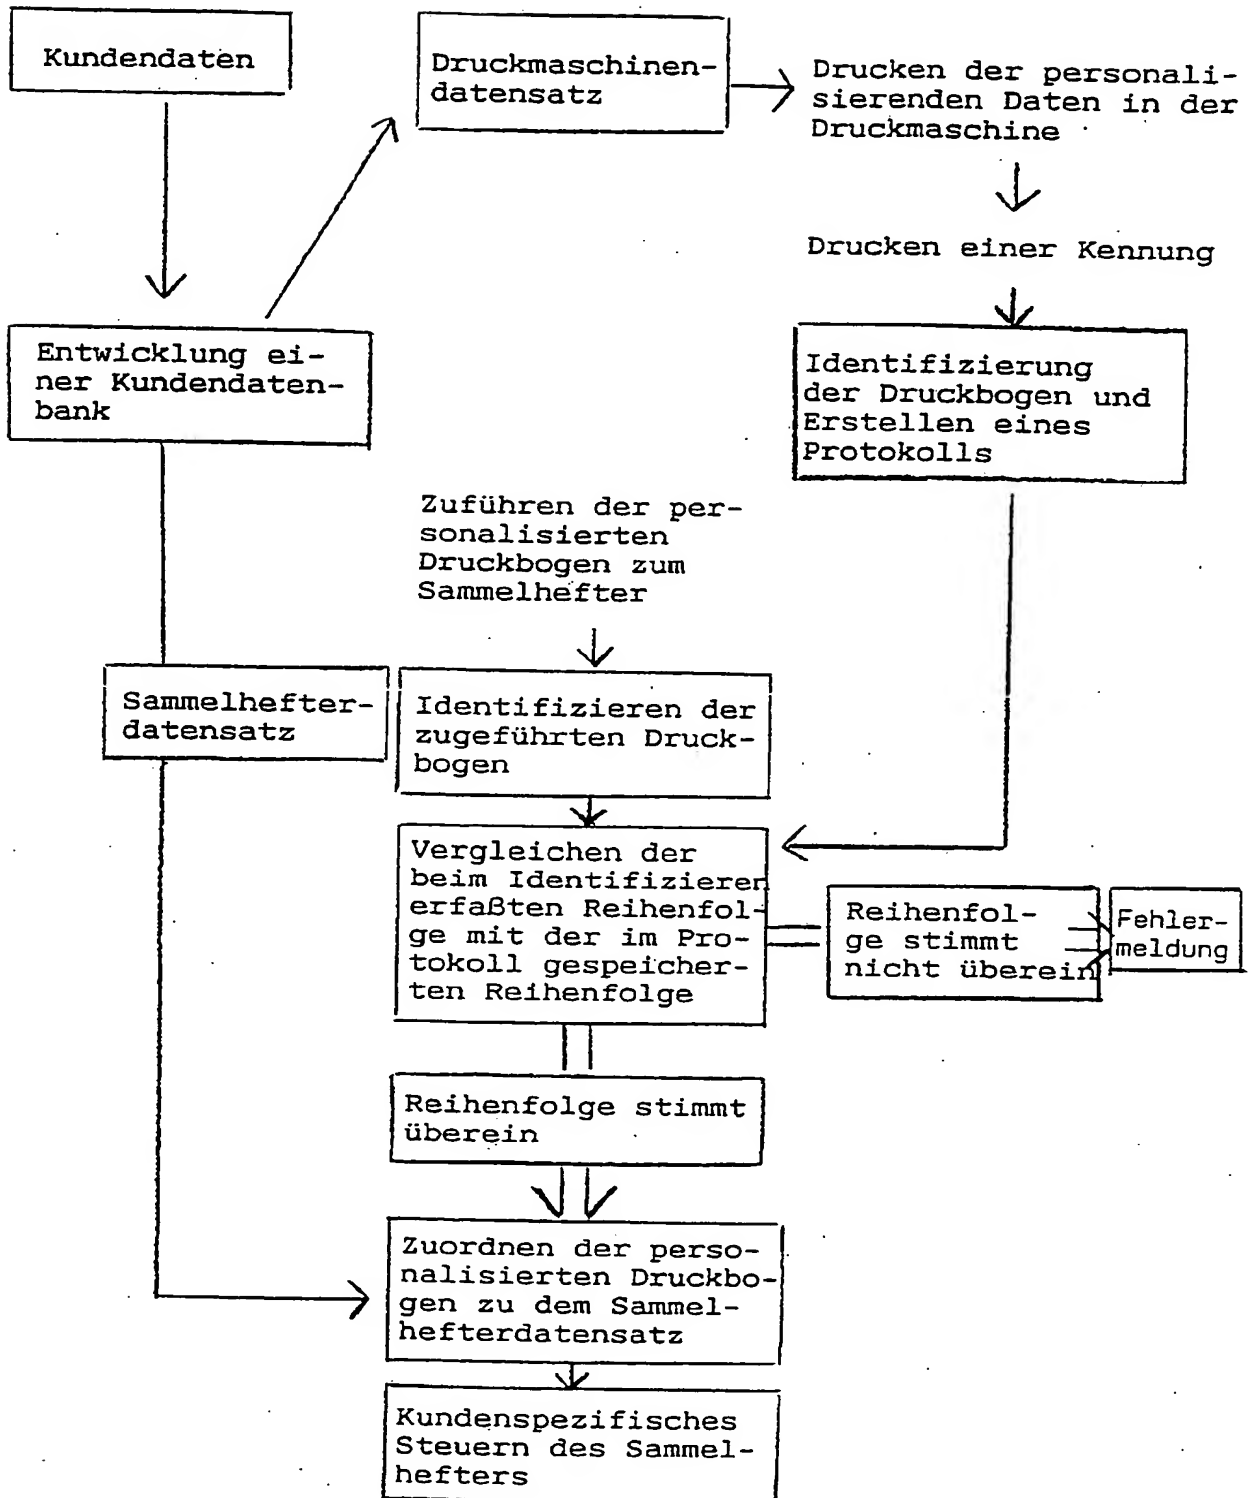 Kundendaten
Druckmaschinen-
datensatz
Drucken der personali-
sierenden Daten in der
Druckmaschine
Drucken einer Kennung
Entwicklung ei-
ner Kundendaten-
bank
Identifizierung
der Druckbogen und
Erstellen eines
Protokolls
Zuführen der per-
sonalisierten
Druckbogen zum
Sammelhefter
Sammelhefter-
datensatz
Identifizieren der
zugeführten Druck-
bogen
Vergleichen der
beim Identifizieren
erfaßten Reihenfol-
ge mit der im Pro-
tokoll gespeicher-
ten Reihenfolge
Reihenfol-
ge stimmt
nicht überein
Fehler-
meldung
Reihenfolge stimmt
überein
Zuordnen der perso-
nalisierten Druckbo-
gen zu dem Sammel-
hefterdatensatz
Kundenspezifisches
Steuern des Sammel-
hefters